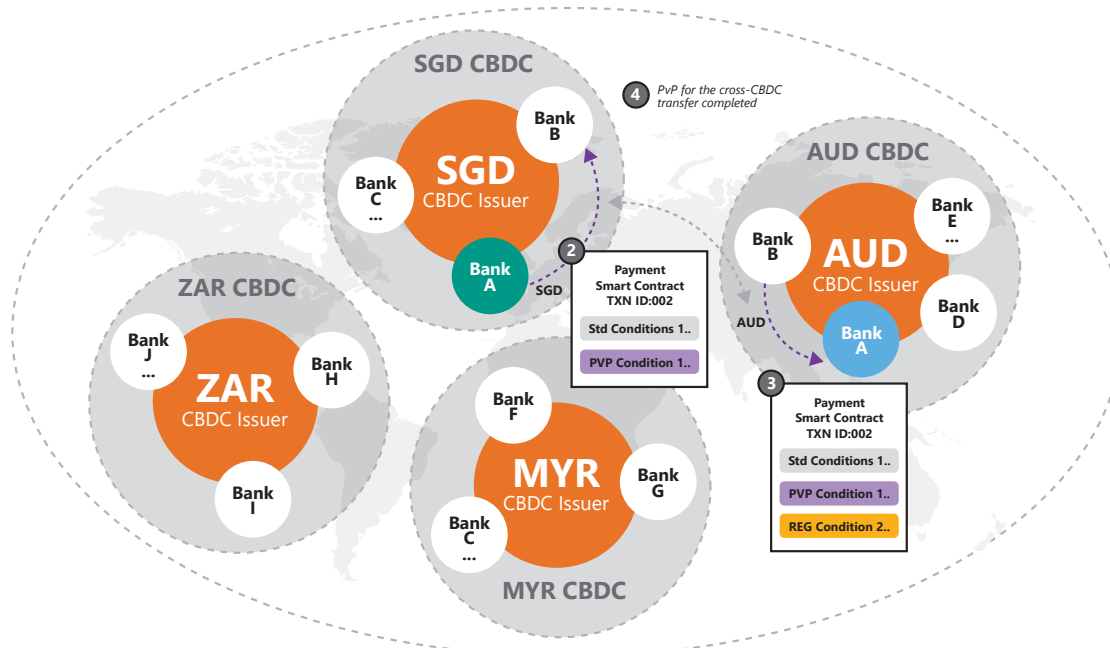 SGD CBDC
4
PvP for the cross-CBDC
transfer completed
Bank
B
SGD
CBDC Issuer
Bank
C
...
Bank
A
SGD
AUD CBDC
Bank
E
...
Bank
B
AUD
CBDC Issuer
Bank
D
Bank
A
AUD
2
Payment
Smart Contract
TXN ID:002
Std Conditions 1..
PVP Condition 1..
3
Payment
Smart Contract
TXN ID:002
Std Conditions 1..
PVP Condition 1..
REG Condition 2..
ZAR CBDC
Bank
J
...
Bank
H
ZAR
CBDC Issuer
Bank
I
Bank
F
MYR
CBDC Issuer
Bank
G
Bank
C
...
MYR CBDC